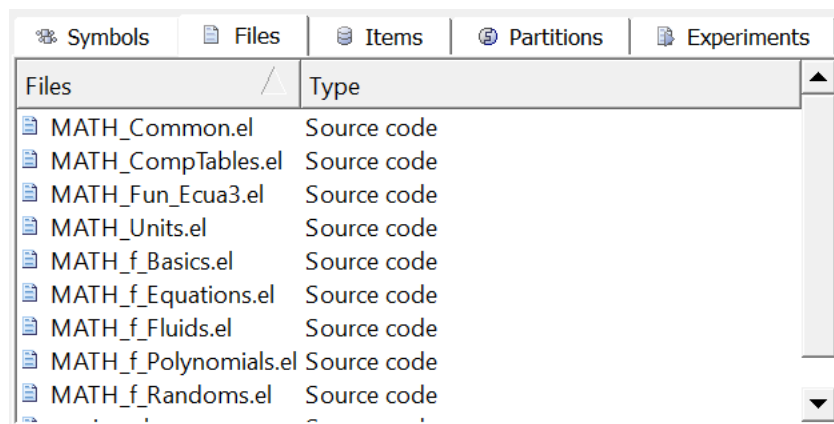 Symbols Files Items Partitions Experiments
Files Type
MATH_Common.el Source code
MATH_CompTables.el Source code
MATH_Fun_Ecua3.el Source code
MATH_Units.el Source code
MATH_f_Basics.el Source code
MATH_f_Equations.el Source code
MATH_f_Fluids.el Source code
MATH_f_Polynomials.el Source code
MATH_f_Randoms.el Source code